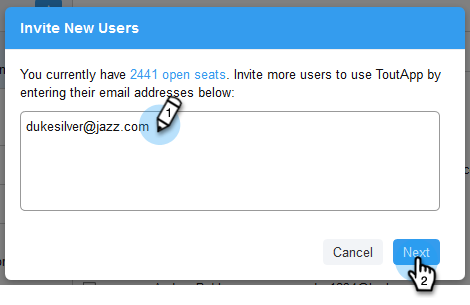 Invite New Users
You currently have 2441 open seats. Invite more users to use ToutApp by
entering their email addresses below:
dukesilver@jazz.com
1
Cancel
Next
2